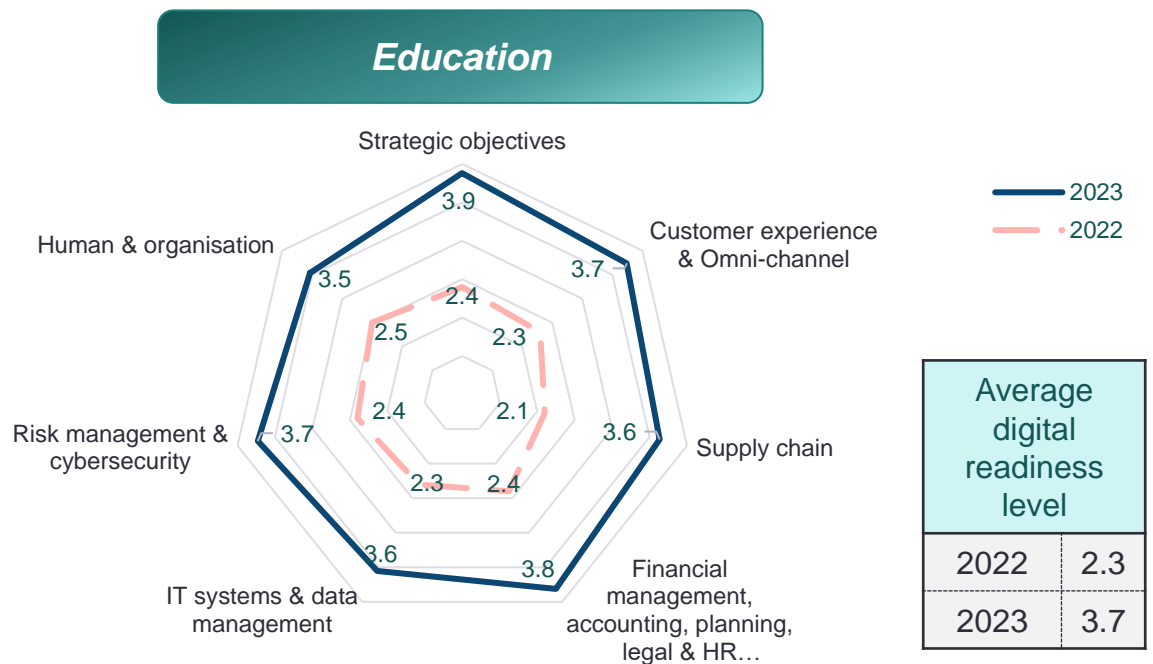 Education
Strategic objectives
2023
2022
Customer experience
& Omni-channel
Human & organisation
3.9
3.7
3.5
2.4
2.3
2.5
2.1
2.4
3.6
3.7
2.3
2.4
3.6
3.8
Risk management &
cybersecurity
Supply chain
IT systems & data
management
Financial
management,
accounting, planning,
legal & HR…
Average
digital
readiness
level
2022 2.3
2023 3.7